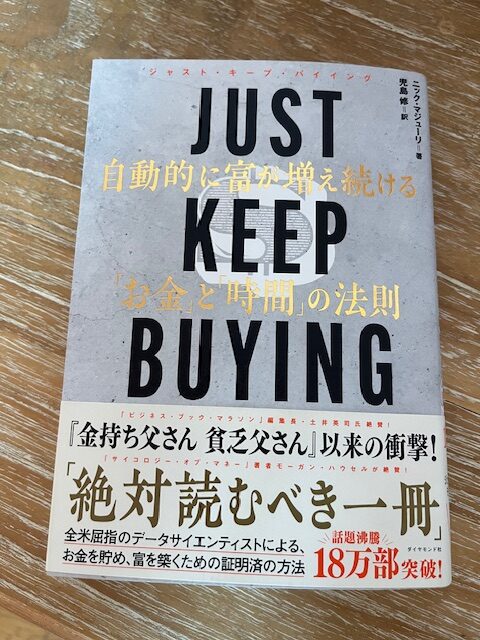 ジャスト・キープ・バイイング
ニック・マジューリ=著
児島修=訳
JUST
自動的に富が増え続ける
KEEP
「お金」と「時間」の法則
BUYING
「ビジネス・ブック・マラソン」編集長・土井英司氏絶賛!
『金持ち父さん 貧乏父さん』以来の衝撃!
「サイコロジー・オブ・マネー」著者モーガン・ハウセルが絶賛!
「絶対読むべき一冊」
全米屈指のデータサイエンティストによる、
お金を貯め、富を築くための証明済の方法
話題沸騰
18万部突破!
ダイヤモンド社